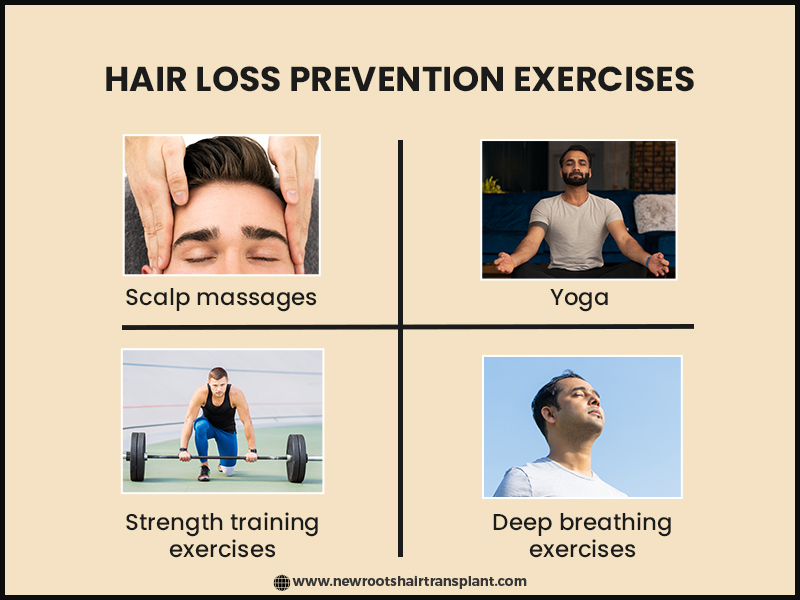 HAIR LOSS PREVENTION EXERCISES
Scalp massages
Yoga
Strength training
exercises
Deep breathing
exercises
www.newrootshairtransplant.com